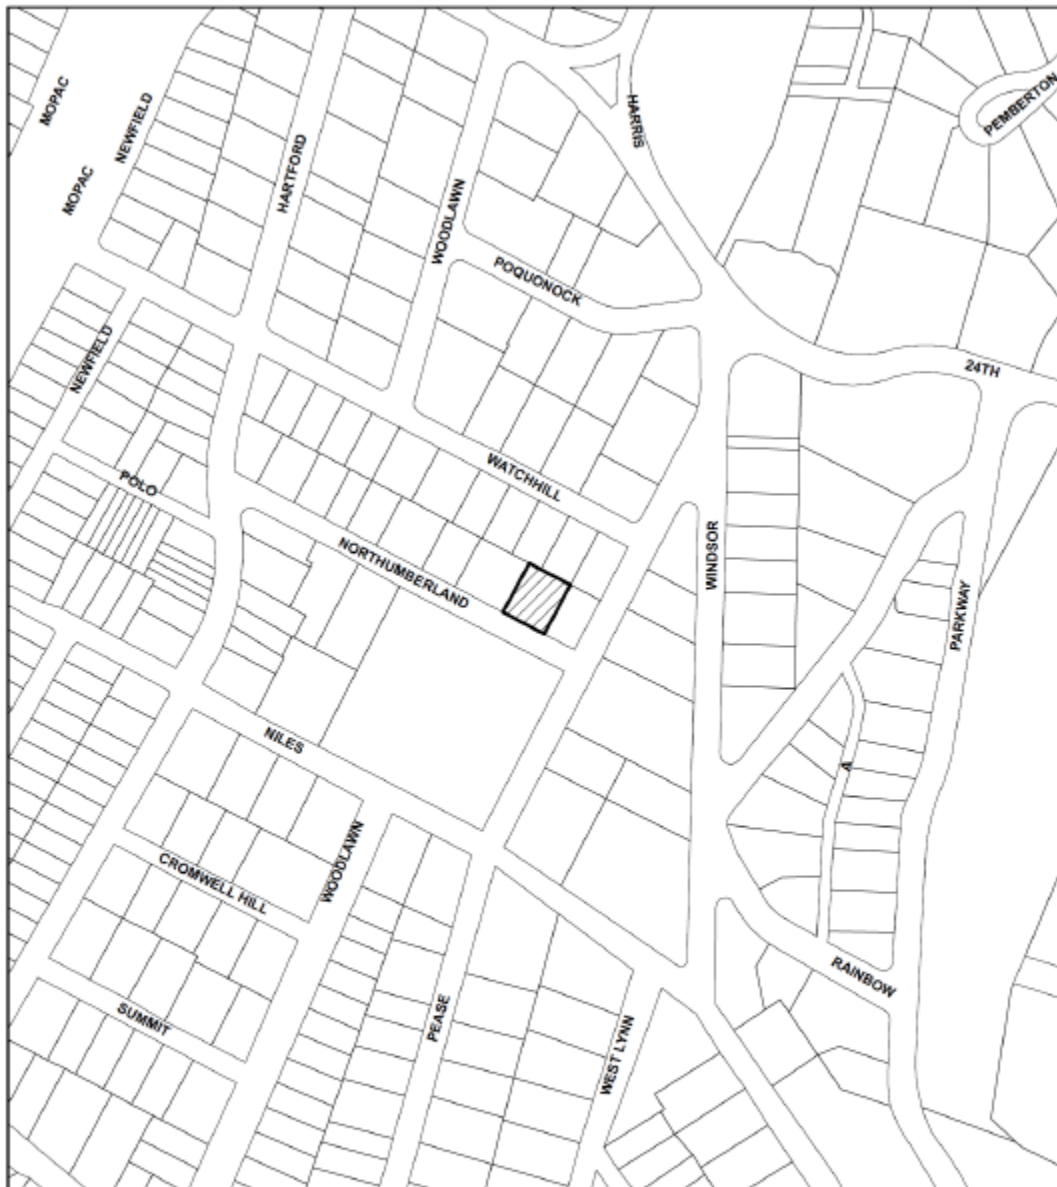 MOPAC
NEWFIELD
HARRIS
PEMBERTON
HARTFORD
MOPAC
WOODLAWN
POQUONOCK
NEWFIELD
24TH
WATCHHILL
POLO
WINDSOR
NORTHUMBERLAND
PARKWAY
NILES
A
WOODLAWN
CROMWELL HILL
RAINBOW
SUMMIT
PEASE
WEST LYNN